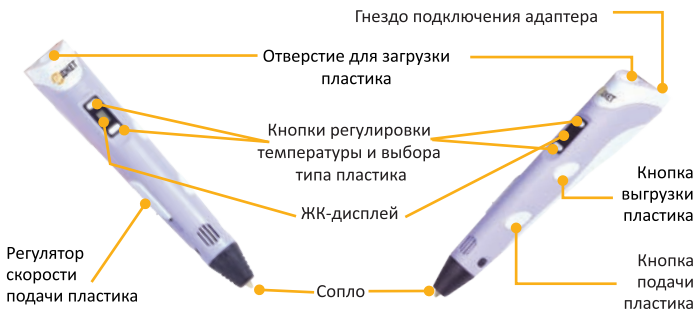 Гнездо подключения адаптера
Отверстие для загрузки
пластика
Кнопки регулировки
температуры и выбора
типа пластика
ЖК-дисплей
Кнопка
выгрузки
пластика
Регулятор
скорости
подачи пластика
Сопло
Кнопка
подачи
пластика